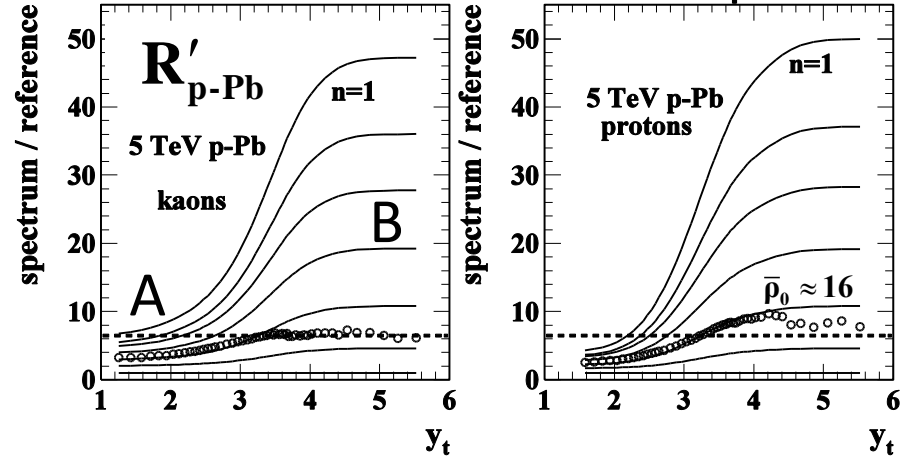 spectrum / reference
50
40
30
20
10
0
R′p-Pb
n=1
5 TeV p-Pb
kaons
A
B
1 2 3 4 5 6
yt
spectrum / reference
50
40
30
20
10
0
n=1
5 TeV p-Pb
protons
ρ̄0 ≈ 16
1 2 3 4 5 6
yt